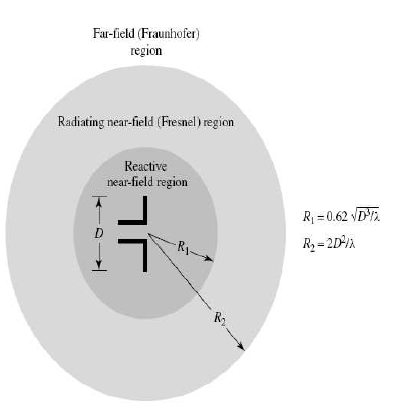 Far-field (Fraunhofer)
region
Radiating near-field (Fresnel) region
Reactive
near-field region
D
R₁
R₂
R₁ = 0.62 √D³/λ
R₂ = 2D²/λ